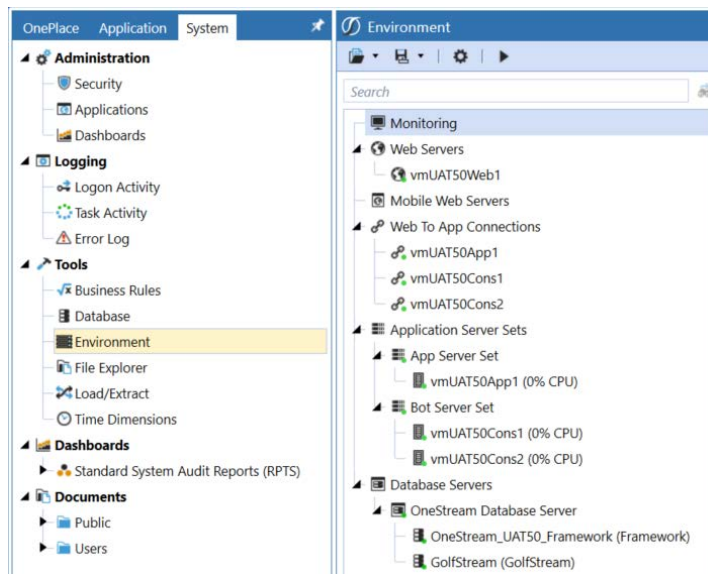 OnePlace Application System
Administration
Security
Applications
Dashboards
Logging
Logon Activity
Task Activity
Error Log
Tools
Business Rules
Database
Environment
File Explorer
Load/Extract
Time Dimensions
Dashboards
Standard System Audit Reports (RPTS)
Documents
Public
Users
Environment
Search
Monitoring
Web Servers
vmUAT50Web1
Mobile Web Servers
Web To App Connections
vmUAT50App1
vmUAT50Cons1
vmUAT50Cons2
Application Server Sets
App Server Set
vmUAT50App1 (0% CPU)
Bot Server Set
vmUAT50Cons1 (0% CPU)
vmUAT50Cons2 (0% CPU)
Database Servers
OneStream Database Server
OneStream_UAT50_Framework (Framework)
GolfStream (GolfStream)